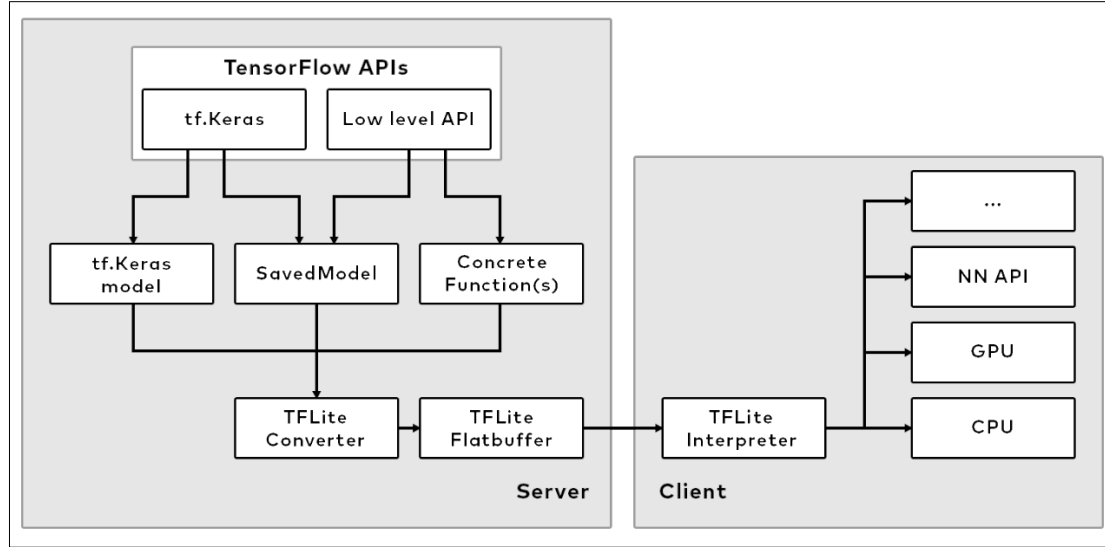 TensorFlow APIs
tf.Keras
Low level API
tf.Keras
model
SavedModel
Concrete
Function(s)
TFLite
Converter
TFLite
Flatbuffer
Server
TFLite
Interpreter
...
NN API
GPU
CPU
Client